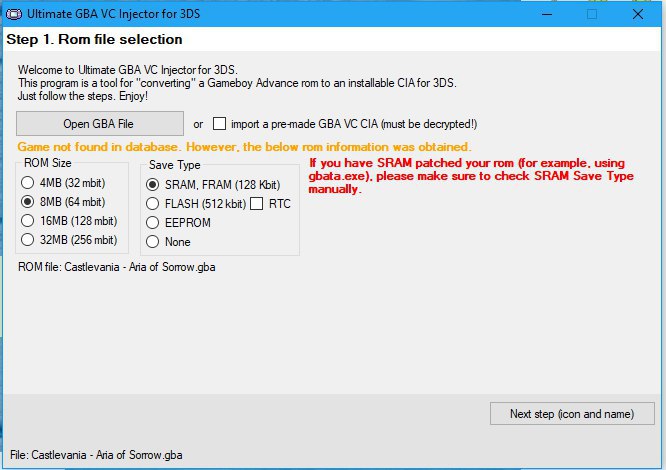 Ultimate GBA VC Injector for 3DS
Step 1. Rom file selection
Welcome to Ultimate GBA VC Injector for 3DS.
This program is a tool for "converting" a Gameboy Advance rom to an installable CIA for 3DS.
Just follow the steps. Enjoy!
Open GBA File or import a pre-made GBA VC CIA (must be decrypted!)
Game not found in database. However, the below rom information was obtained.
ROM Size
4MB (32 mbit)
8MB (64 mbit)
16MB (128 mbit)
32MB (256 mbit)
Save Type
SRAM, FRAM (128 Kbit)
FLASH (512 kbit) RTC
EEPROM
None
If you have SRAM patched your rom (for example, using
gbata.exe), please make sure to check SRAM Save Type
manually.
ROM file: Castlevania - Aria of Sorrow.gba
Next step (icon and name)
File: Castlevania - Aria of Sorrow.gba